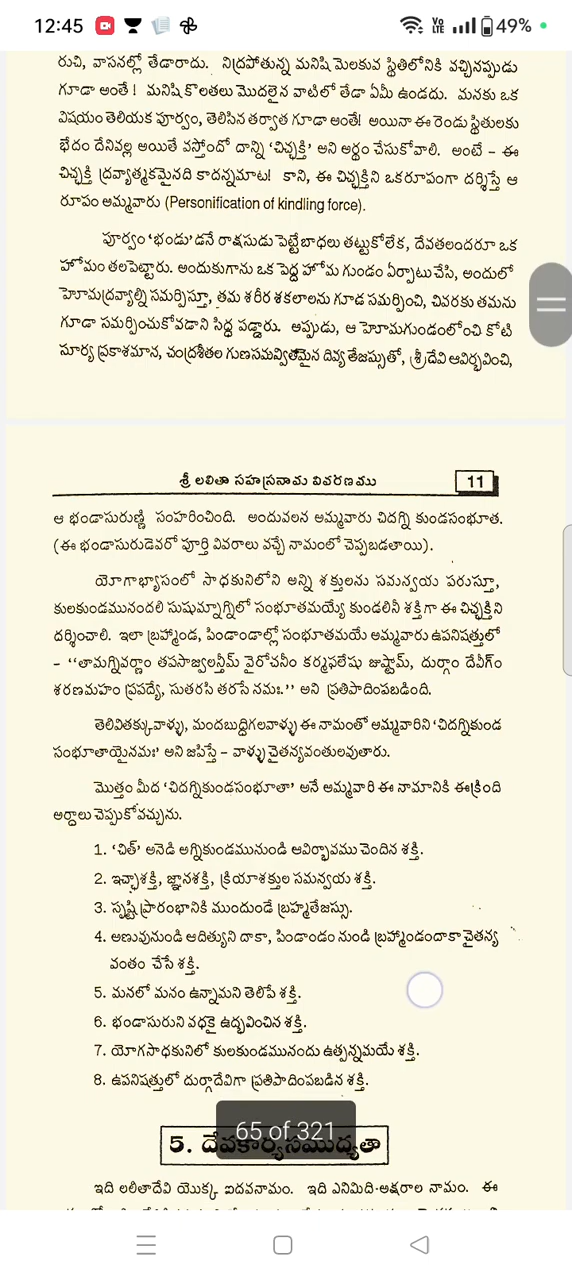 12:45
Vo LTE
49%
రుచి, వాసనల్లో తేడారాదు. నిద్రపోతున్న మనిషి మెలకువ స్థితిలోనికి వచ్చినప్పుడు
గూడా అంతే! మనిషి కొలతలు మొదలైన వాటిలో తేడా ఏమీ ఉండదు. మనకు ఒక
విషయం తెలియక పూర్వం, తెలిసిన తర్వాత గూడా అంతే! అయినా ఈ రెండు స్థితులకు
భేదం దేనివల్ల అయితే వస్తోందో దాన్ని 'చిచ్ఛక్తి' అని అర్థం చేసుకోవాలి. అంటే - ఈ
చిచ్ఛక్తి ద్రవ్యాత్మకమైనది కాదన్నమాట! కాని, ఈ చిచ్ఛక్తిని ఒకరూపంగా దర్శిస్తే ఆ
రూపం అమ్మవారు (Personification of kindling force).
పూర్వం 'భండు'డనే రాక్షసుడు పెట్టేబాధలు తట్టుకోలేక, దేవతలందరూ ఒక
హోమం తలపెట్టారు. అందుకుగాను ఒక పెద్ద హోమ గుండం ఏర్పాటుచేసి, అందులో
హెూమద్రవ్యాల్ని సమర్పిస్తూ, తమ శరీర శకలాలను గూడ సమర్పించి, చివరకు తమను
గూడా సమర్పించుకోవడాని సిద్ధ పడ్డారు. అప్పుడు, ఆ హెూమగుండంలోంచి కోటి
సూర్య ప్రకాశమాన, చంద్రశీతల గుణసమన్వితమైన దివ్య తేజస్సుతో, శ్రీదేవి ఆవిర్భవించి,
శ్రీ లలితా సహస్రనామ వివరణము 11
ఆ భండాసురుణ్ణి సంహరించింది. అందువలన అమ్మవారు చిదగ్ని కుండసంభూత.
(ఈ భండాసురుడెవరో పూర్తి వివరాలు వచ్చే నామంలో చెప్పబడతాయి).
యోగాభ్యాసంలో సాధకునిలోని అన్ని శక్తులను సమన్వయ పరుస్తూ,
కులకుండమునందలి సుషుమ్నాగ్నిలో సంభూతమయ్యే కుండలినీ శక్తిగా ఈ చిచ్ఛక్తిని
దర్శించాలి. ఇలా బ్రహ్మాండ, పిండాండాల్లో సంభూతమయే అమ్మవారు ఉపనిషత్తులో
- "తామగ్నివర్ణాం తపసాజ్వలన్తీమ్ వైరోచనీం కర్మఫలేషు జుష్టామ్, దుర్గాం దేవీగ్ం
శరణమహం ప్రపద్యే, సుతరసి తరసే నమః." అని ప్రతిపాదింపబడింది.
తెలివితక్కువాళ్ళు, మందబుద్ధిగలవాళ్ళు ఈ నామంతో అమ్మవారిని 'చిదగ్నికుండ
సంభూతాయైనమః' అని జపిస్తే - వాళ్ళు చైతన్యవంతులవుతారు.
మొత్తం మీద 'చిదగ్నికుండసంభూతా' అనే అమ్మవారి ఈ నామానికి ఈక్రింది
అర్థాలు చెప్పుకోవచ్చును.
1. 'చిత్' అనెడి అగ్నికుండమునుండి ఆవిర్భావము చెందిన శక్తి.
2. ఇచ్ఛాశక్తి, జ్ఞానశక్తి, క్రియాశక్తుల సమన్వయ శక్తి.
3. సృష్టి ప్రారంభానికి ముందుండే బ్రహ్మతేజస్సు.
4. అణువునుండి ఆదిత్యుని దాకా, పిండాండం నుండి బ్రహ్మాండందాకా చైతన్య
వంతం చేసే శక్తి.
5. మనలో మనం ఉన్నామని తెలిపే శక్తి.
6. భండాసురుని వధకై ఉద్భవించిన శక్తి.
7. యోగసాధకునిలో కులకుండమునందు ఉత్పన్నమయే శక్తి.
8. ఉపనిషత్తులో దుర్గాదేవిగా ప్రతిపాదింపబడిన శక్తి.
65 of 321
5. దేవకార్యసముద్యతా
ఇది లలితాదేవి యొక్క ఐదవనామం. ఇది ఎనిమిది-అక్షరాల నామం. ఈ